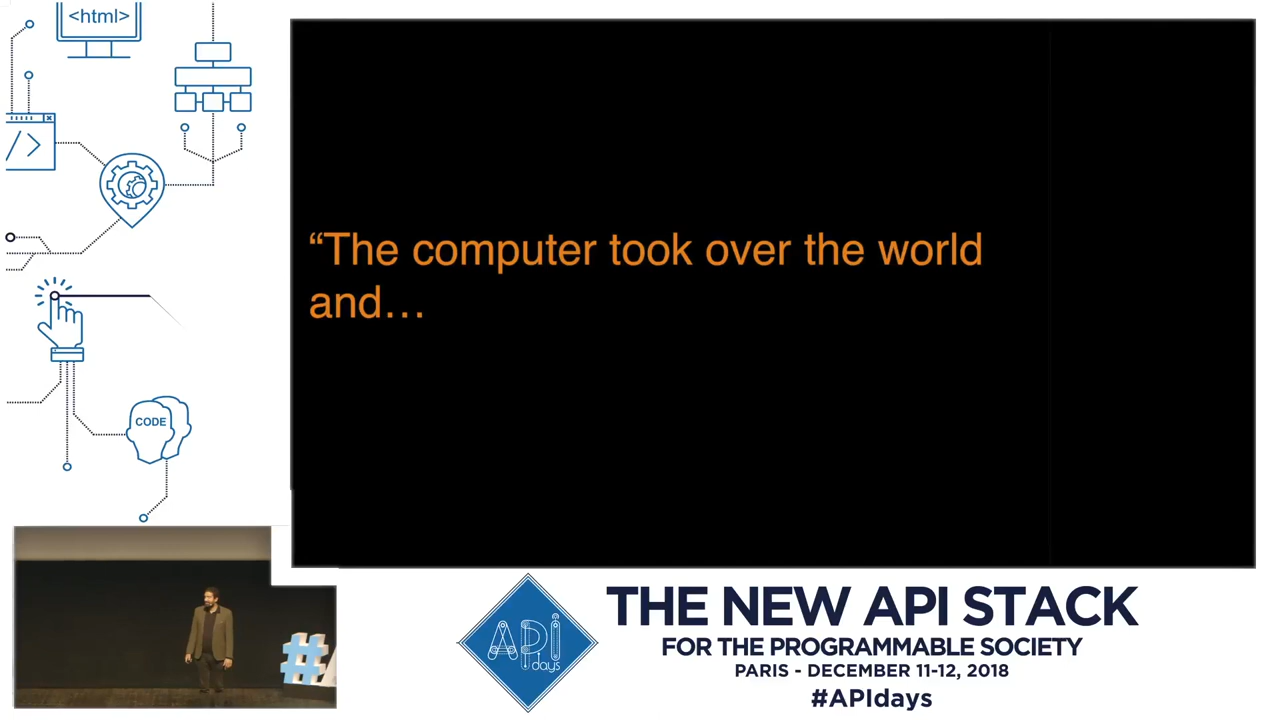 <html>
</>
CODE
“The computer took over the world
and…
#
API
days
THE NEW API STACK
FOR THE PROGRAMMABLE SOCIETY
PARIS - DECEMBER 11-12, 2018
#APIdays